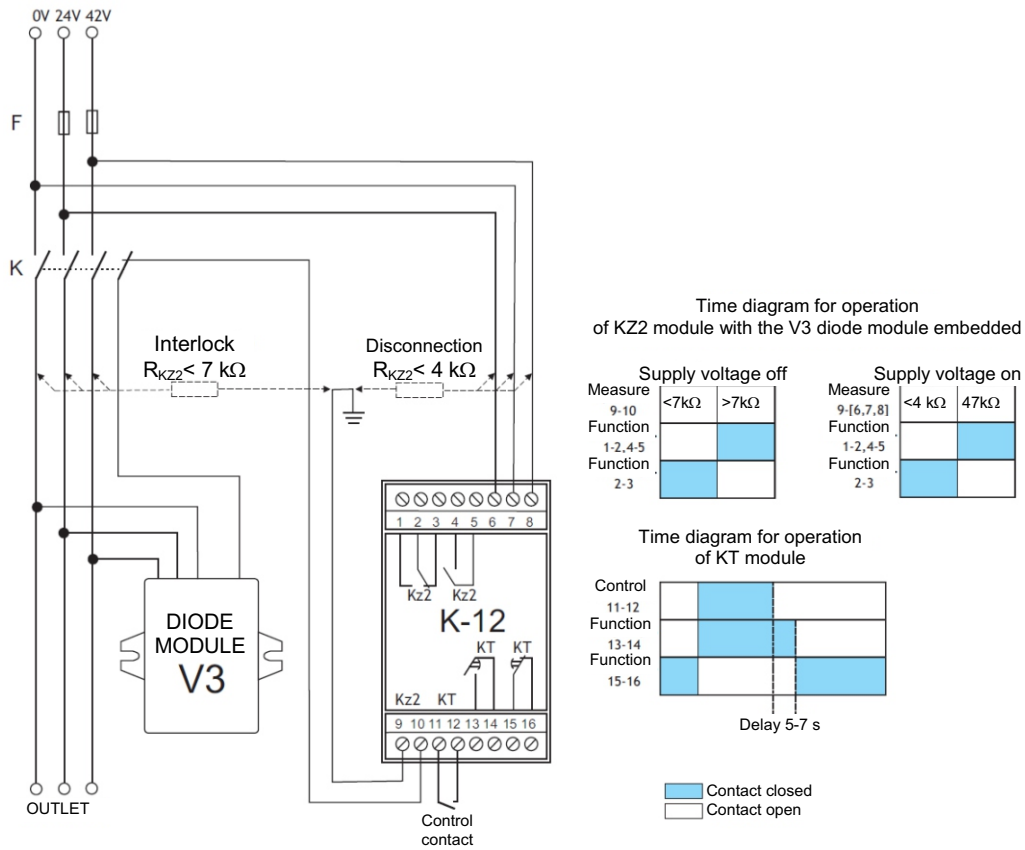 0V 24V 42V
F
K
Interlock
RKZ2< 7 kΩ
Disconnection
RKZ2< 4 kΩ
1 2 3 4 5 6 7 8
Kz2 Kz2
K-12
KT KT
Kz2 KT
9 10 11 12 13 14 15 16
DIODE
MODULE
V3
OUTLET
Control
contact
Time diagram for operation
of KZ2 module with the V3 diode module embedded
Supply voltage off
Measure
9-10
<7kΩ >7kΩ
Function
1-2,4-5
Function
2-3
Supply voltage on
Measure
9-[6,7,8]
<4 kΩ 47kΩ
Function
1-2,4-5
Function
2-3
Time diagram for operation
of KT module
Control
11-12
Function
13-14
Function
15-16
Delay 5-7 s
Contact closed
Contact open